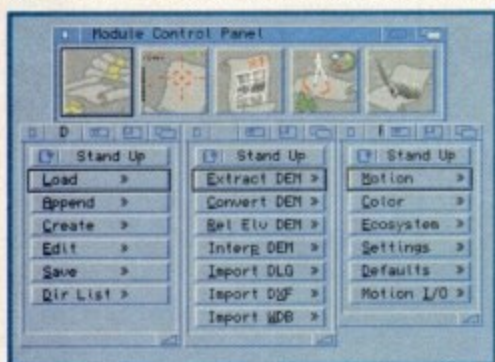 Module Control Panel
D
Stand Up
Load »
Append »
Create »
Edit »
Save »
Dir List »
Stand Up
Extract DEM »
Convert DEM »
Rel Elv DEM »
Interp DEM »
Import DLG »
Import DXF »
Import WDB »
Stand Up
Motion »
Color »
Ecosystem »
Settings »
Defaults »
Motion I/O »